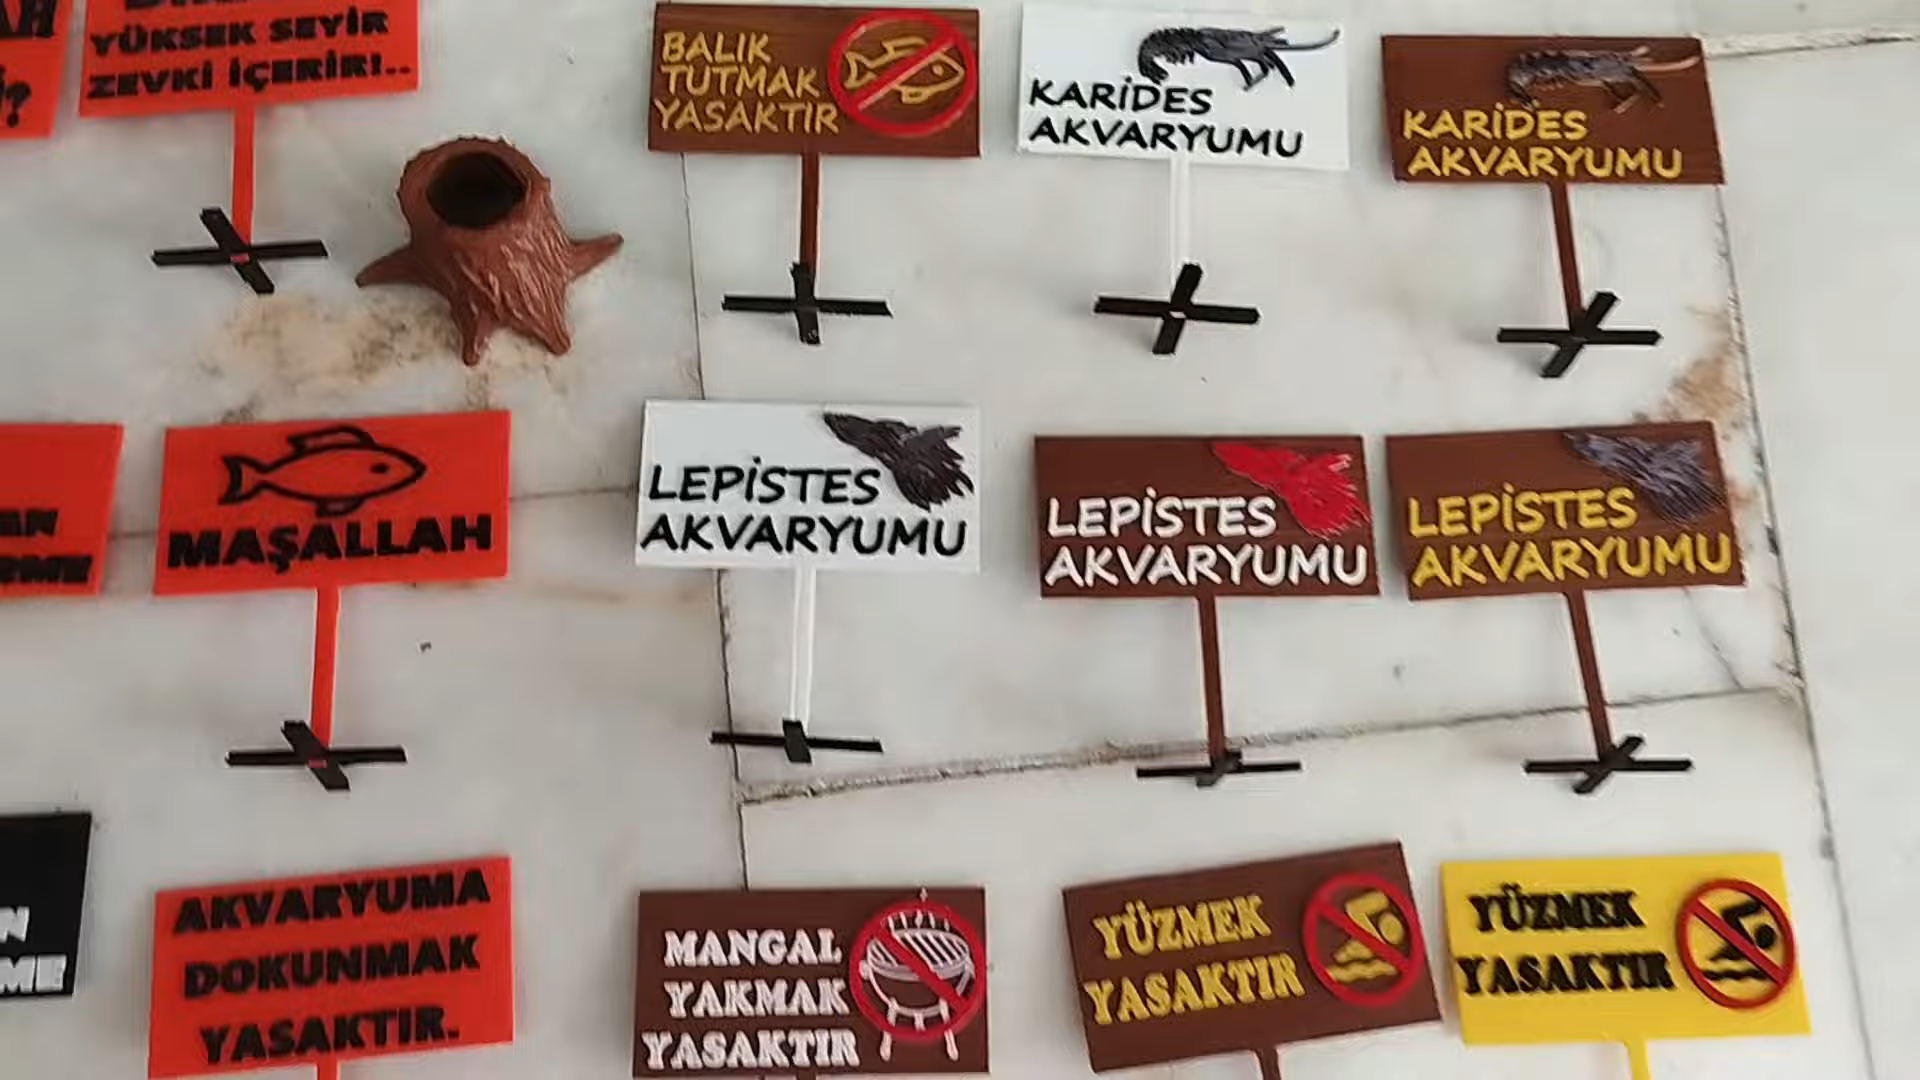 YÜKSEK SEYİR
ZEVKİ İÇERİR!..
BALIK
TUTMAK
YASAKTIR
KARİDES
AKVARYUMU
KARİDES
AKVARYUMU
MAŞALLAH
LEPİSTES
AKVARYUMU
LEPİSTES
AKVARYUMU
LEPİSTES
AKVARYUMU
AKVARYUMA
DOKUNMAK
YASAKTIR.
MANGAL
YAKMAK
YASAKTIR
YÜZMEK
YASAKTIR
YÜZMEK
YASAKTIR